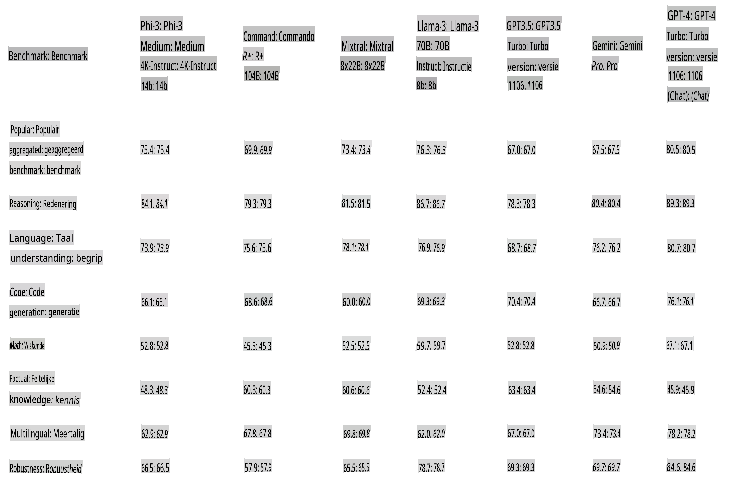 Benchmark: Benchmark
Phi-3: Phi-3
Medium: Medium
4K-Instruct: 4K-Instruct
14b: 14b
Command: Commando
R+: R+
104B: 104B
Mixtral: Mixtral
8x22B: 8x22B
Llama-3: Llama-3
70B: 70B
Instruct: Instructie
8b: 8b
GPT3.5: GPT3.5
Turbo: Turbo
version: versie
1106: 1106
Gemini: Gemini
Pro: Pro
GPT-4: GPT-4
Turbo: Turbo
version: versie
1106: 1106
(Chat): (Chat)
Popular: Populair
aggregated: geaggregeerd
benchmark: benchmark
75.4: 75.4 69.9: 69.9 73.4: 73.4 76.3: 76.3 67.0: 67.0 67.5: 67.5 80.5: 80.5
Reasoning: Redenering 84.1: 84.1 79.3: 79.3 81.5: 81.5 86.7: 86.7 78.3: 78.3 80.4: 80.4 89.3: 89.3
Language: Taal
understanding: begrip
73.9: 73.9 75.6: 75.6 78.1: 78.1 76.9: 76.9 68.7: 68.7 76.2: 76.2 80.7: 80.7
Code: Code
generation: generatie
66.1: 66.1 68.6: 68.6 60.0: 60.0 69.3: 69.3 70.4: 70.4 66.7: 66.7 76.1: 76.1
52.8: 52.8 45.3: 45.3 52.5: 52.5 59.7: 59.7 52.8: 52.8 50.9: 50.9 67.1: 67.1
Factual: Feitelijke
knowledge: kennis
48.3: 48.3 60.3: 60.3 60.6: 60.6 52.4: 52.4 63.4: 63.4 54.6: 54.6 45.9: 45.9
Multilingual: Meertalig 62.9: 62.9 67.8: 67.8 69.8: 69.8 62.0: 62.0 67.0: 67.0 73.4: 73.4 78.2: 78.2
Robustness: Robuustheid 66.5: 66.5 57.9: 57.9 65.5: 65.5 78.7: 78.7 69.3: 69.3 69.7: 69.7 84.6: 84.6